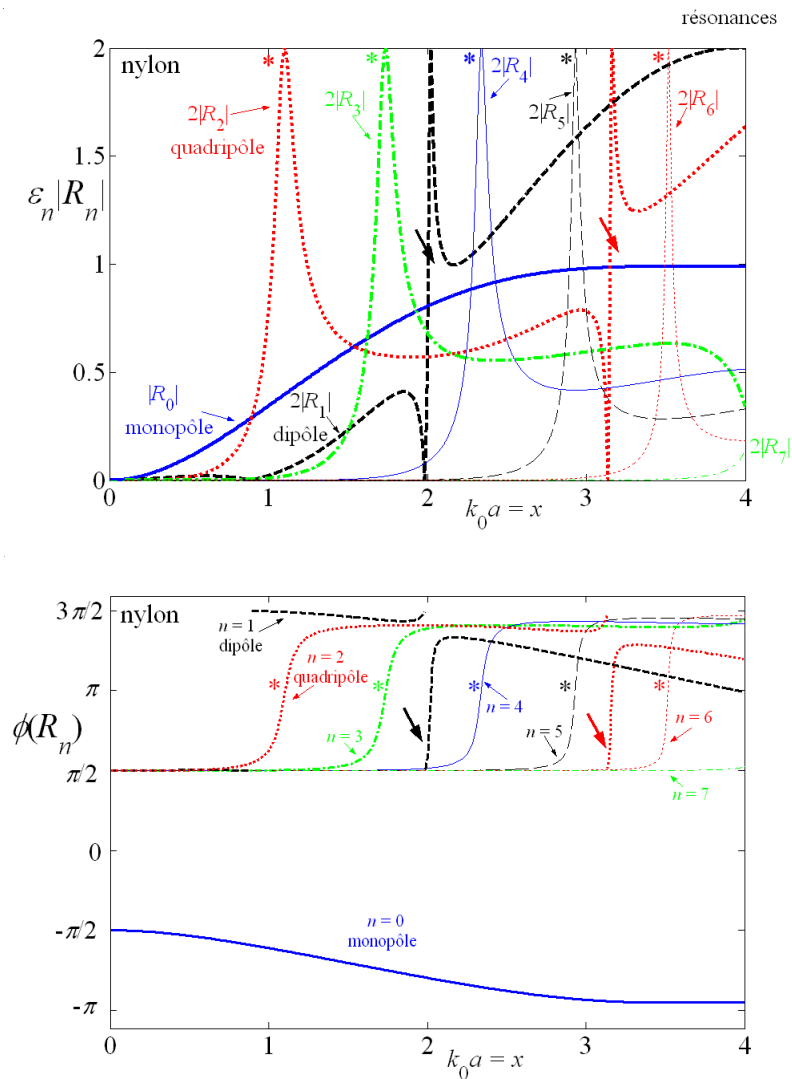 résonances
2
nylon
*
*
*
*
*
2|R₄|
2|R₂|
quadripôle
2|R₃|
2|R₅|
2|R₆|
1.5
εₙ|Rₙ|
1
0.5
|R₀|
monopôle
2|R₁|
dipôle
2|R₇|
0
0
1
2
3
4
k₀a = x
3π/2
nylon
n = 1
dipôle
n = 2
quadripôle
π
*
*
*
*
*
n = 4
ϕ(Rₙ)
n = 3
n = 5
n = 6
π/2
n = 7
0
-π/2
n = 0
monopôle
-π
0
1
2
3
4
k₀a = x